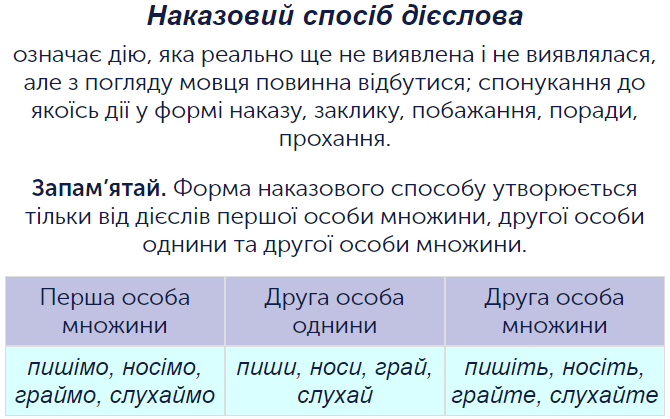 Наказовий спосіб дієслова
означає дію, яка реально ще не виявлена і не виявлялася,
але з погляду мовця повинна відбутися; спонукання до
якоїсь дії у формі наказу, заклику, побажання, поради,
прохання.
Запам’ятай. Форма наказового способу утворюється
тільки від дієслів першої особи множини, другої особи
однини та другої особи множини.
Перша особа
множини
Друга особа
однини
Друга особа
множини
пишімо, носімо,
граймо, слухаймо
пиши, носи, грай,
слухай
пишіть, носіть,
грайте, слухайте